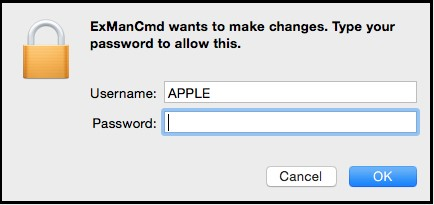 ExManCmd wants to make changes. Type your
password to allow this.
Username: APPLE
Password:
Cancel OK